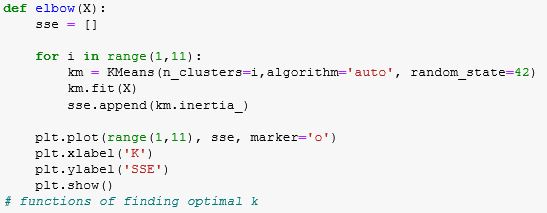 def elbow(X):
    sse = []

    for i in range(1,11):
        km = KMeans(n_clusters=i,algorithm='auto', random_state=42)
        km.fit(X)
        sse.append(km.inertia_)

    plt.plot(range(1,11), sse, marker='o')
    plt.xlabel('K')
    plt.ylabel('SSE')
    plt.show()
# functions of finding optimal k